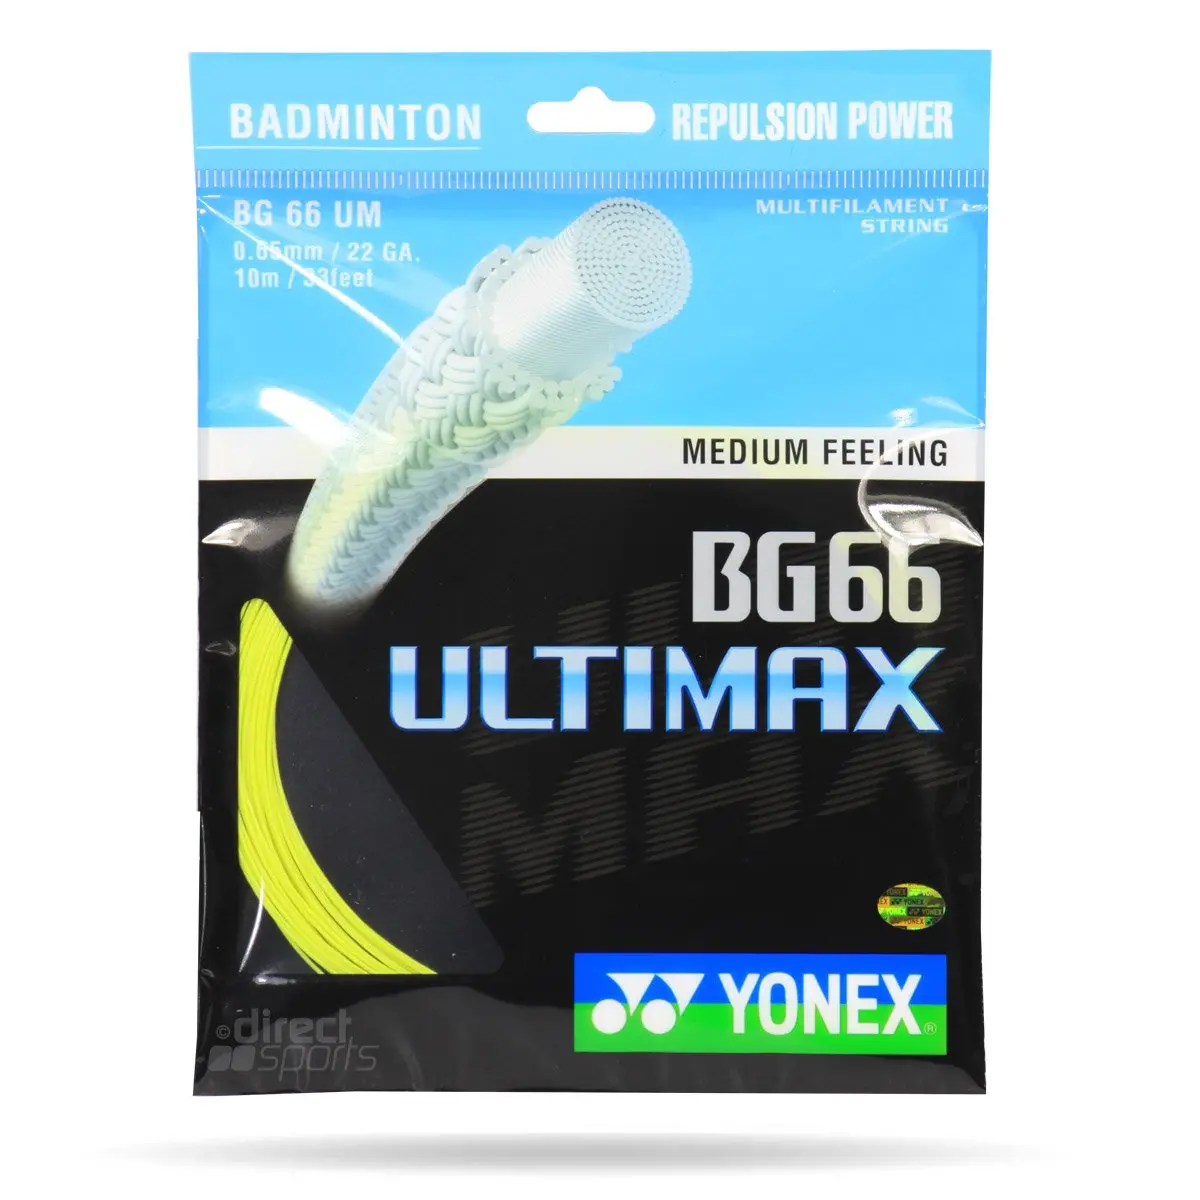 BADMINTON
REPULSION POWER
BG 66 UM
0.65mm / 22 GA.
10m / 33feet
MULTIFILAMENT
STRING
MEDIUM FEELING
BG66
ULTIMAX
YONEX
YONEX®
© direct
sports